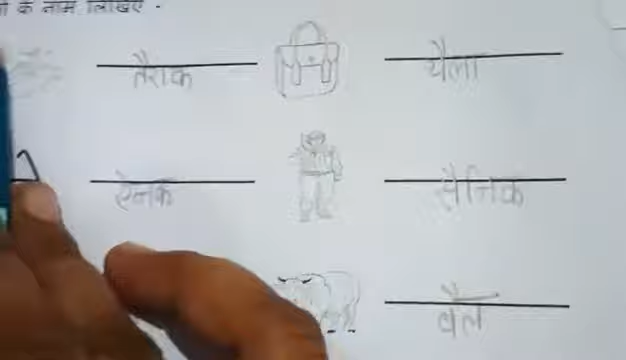 के नाम लिखिए -
तैराक थैला
ऐनक सैनिक
बैल